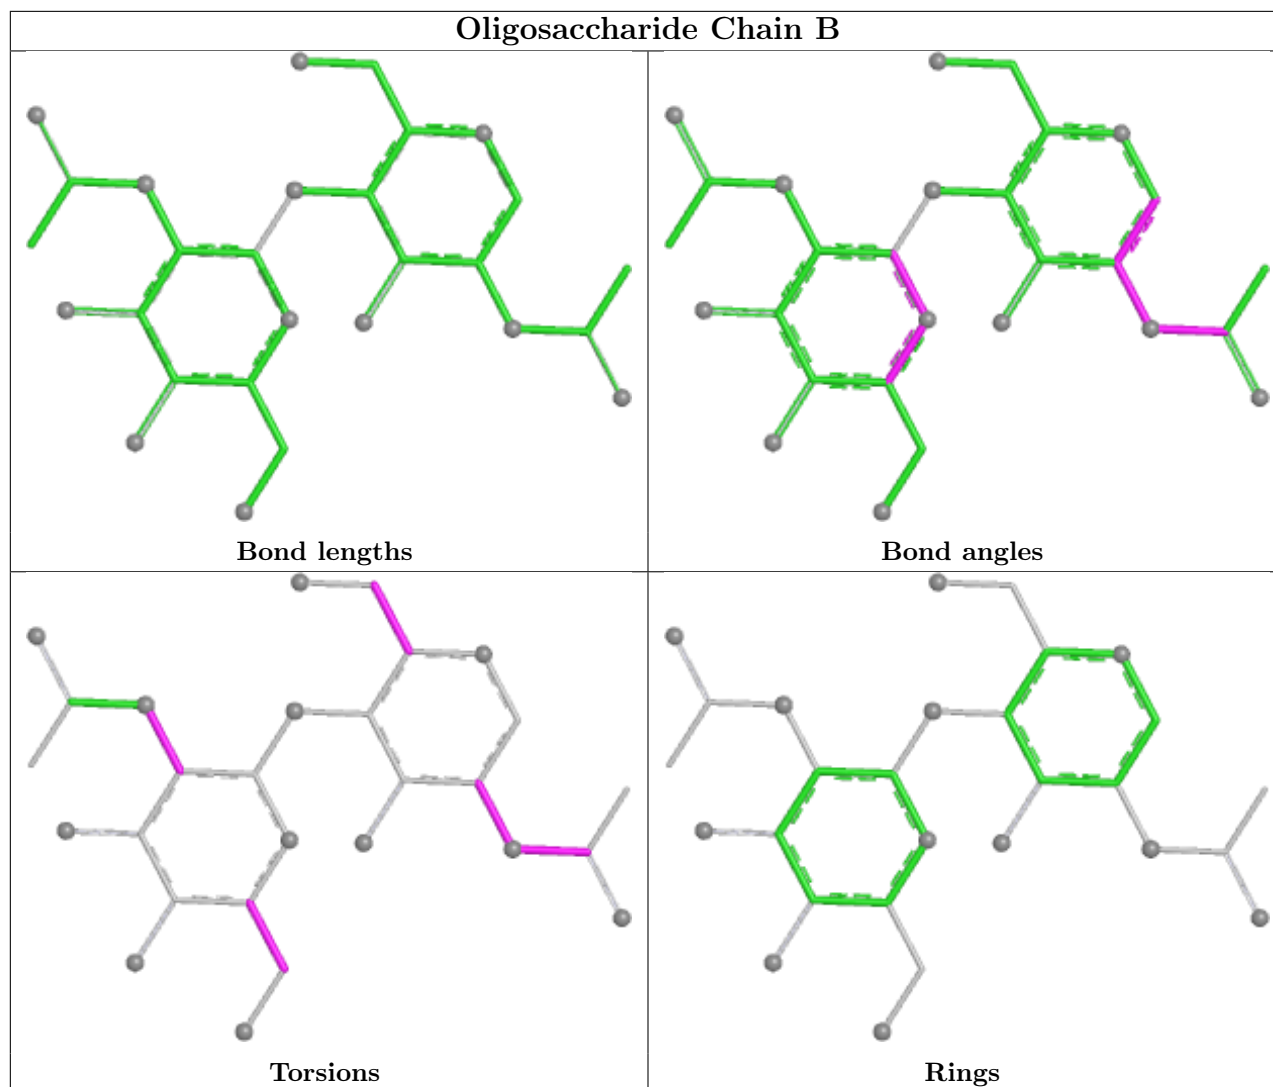 Oligosaccharide Chain B
Bond lengths
Bond angles
Torsions
Rings